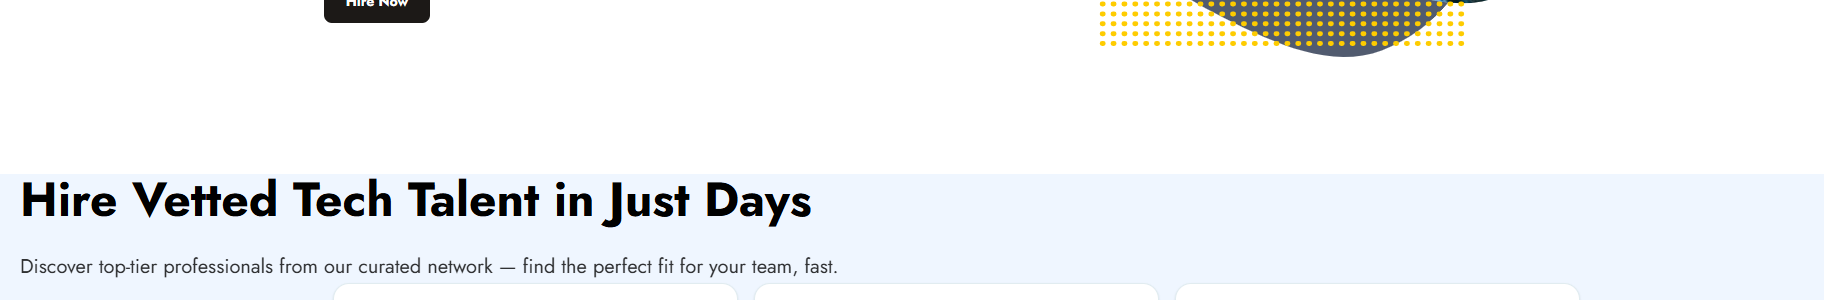 Hire Now
Hire Vetted Tech Talent in Just Days
Discover top-tier professionals from our curated network — find the perfect fit for your team, fast.